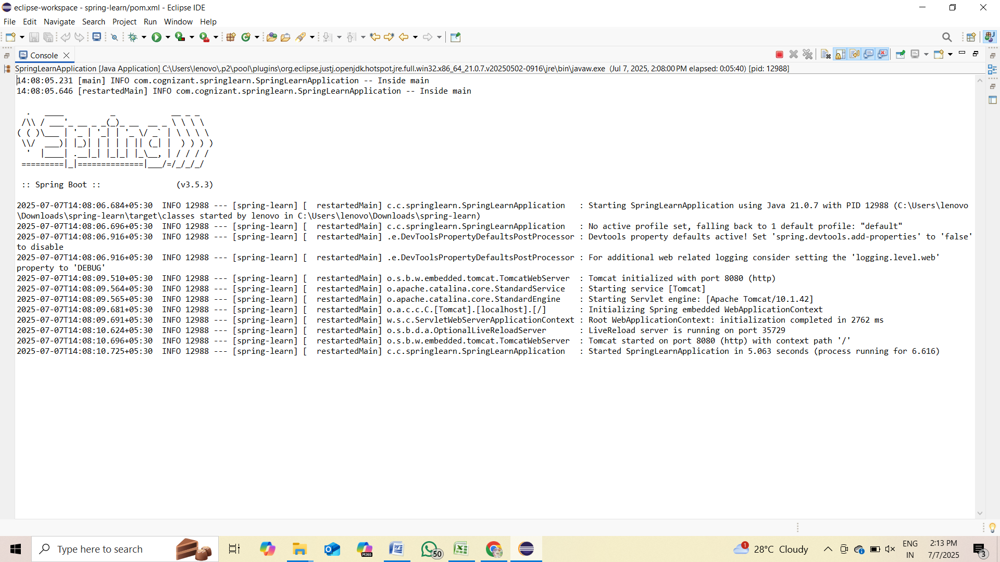 eclipse-workspace - spring-learn/pom.xml - Eclipse IDE
File Edit Navigate Search Project Run Window Help
Console
SpringLearnApplication [Java Application] C:\Users\lenovo\.p2\pool\plugins\org.eclipse.justj.openjdk.hotspot.jre.full.win32.x86_64_21.0.7.v20250502-0916\jre\bin\javaw.exe (Jul 7, 2025, 2:08:00 PM elapsed: 0:05:40) [pid: 12988]
14:08:05.231 [main] INFO com.cognizant.springlearn.SpringLearnApplication -- Inside main
14:08:05.646 [restartedMain] INFO com.cognizant.springlearn.SpringLearnApplication -- Inside main
  .   ____          _            __ _ _
 /\\ / ___'_ __ _ _(_)_ __  __ _ \ \ \ \
( ( )\___ | '_ | '_| | '_ \/ _` | \ \ \ \
 \\/  ___)| |_)| | | | | || (_| |  ) ) ) )
  '  |____| .__|_| |_|_| |_\__, | / / / /
 =========|_|==============|___/=/_/_/_/
 :: Spring Boot ::                (v3.5.3)
2025-07-07T14:08:06.684+05:30  INFO 12988 --- [spring-learn] [  restartedMain] c.c.springlearn.SpringLearnApplication   : Starting SpringLearnApplication using Java 21.0.7 with PID 12988 (C:\Users\lenovo
\Downloads\spring-learn\target\classes started by lenovo in C:\Users\lenovo\Downloads\spring-learn)
2025-07-07T14:08:06.696+05:30  INFO 12988 --- [spring-learn] [  restartedMain] c.c.springlearn.SpringLearnApplication   : No active profile set, falling back to 1 default profile: "default"
2025-07-07T14:08:06.916+05:30  INFO 12988 --- [spring-learn] [  restartedMain] .e.DevToolsPropertyDefaultsPostProcessor : Devtools property defaults active! Set 'spring.devtools.add-properties' to 'false'
to disable
2025-07-07T14:08:06.916+05:30  INFO 12988 --- [spring-learn] [  restartedMain] .e.DevToolsPropertyDefaultsPostProcessor : For additional web related logging consider setting the 'logging.level.web'
property to 'DEBUG'
2025-07-07T14:08:09.510+05:30  INFO 12988 --- [spring-learn] [  restartedMain] o.s.b.w.embedded.tomcat.TomcatWebServer  : Tomcat initialized with port 8080 (http)
2025-07-07T14:08:09.564+05:30  INFO 12988 --- [spring-learn] [  restartedMain] o.apache.catalina.core.StandardService   : Starting service [Tomcat]
2025-07-07T14:08:09.565+05:30  INFO 12988 --- [spring-learn] [  restartedMain] o.apache.catalina.core.StandardEngine    : Starting Servlet engine: [Apache Tomcat/10.1.42]
2025-07-07T14:08:09.681+05:30  INFO 12988 --- [spring-learn] [  restartedMain] o.a.c.c.C.[Tomcat].[localhost].[/]       : Initializing Spring embedded WebApplicationContext
2025-07-07T14:08:09.691+05:30  INFO 12988 --- [spring-learn] [  restartedMain] w.s.c.ServletWebServerApplicationContext : Root WebApplicationContext: initialization completed in 2762 ms
2025-07-07T14:08:10.624+05:30  INFO 12988 --- [spring-learn] [  restartedMain] o.s.b.d.a.OptionalLiveReloadServer       : LiveReload server is running on port 35729
2025-07-07T14:08:10.696+05:30  INFO 12988 --- [spring-learn] [  restartedMain] o.s.b.w.embedded.tomcat.TomcatWebServer  : Tomcat started on port 8080 (http) with context path '/'
2025-07-07T14:08:10.725+05:30  INFO 12988 --- [spring-learn] [  restartedMain] c.c.springlearn.SpringLearnApplication   : Started SpringLearnApplication in 5.063 seconds (process running for 6.616)
Type here to search
M365
50
1
28°C Cloudy
ENG
IN
2:13 PM
7/7/2025
3